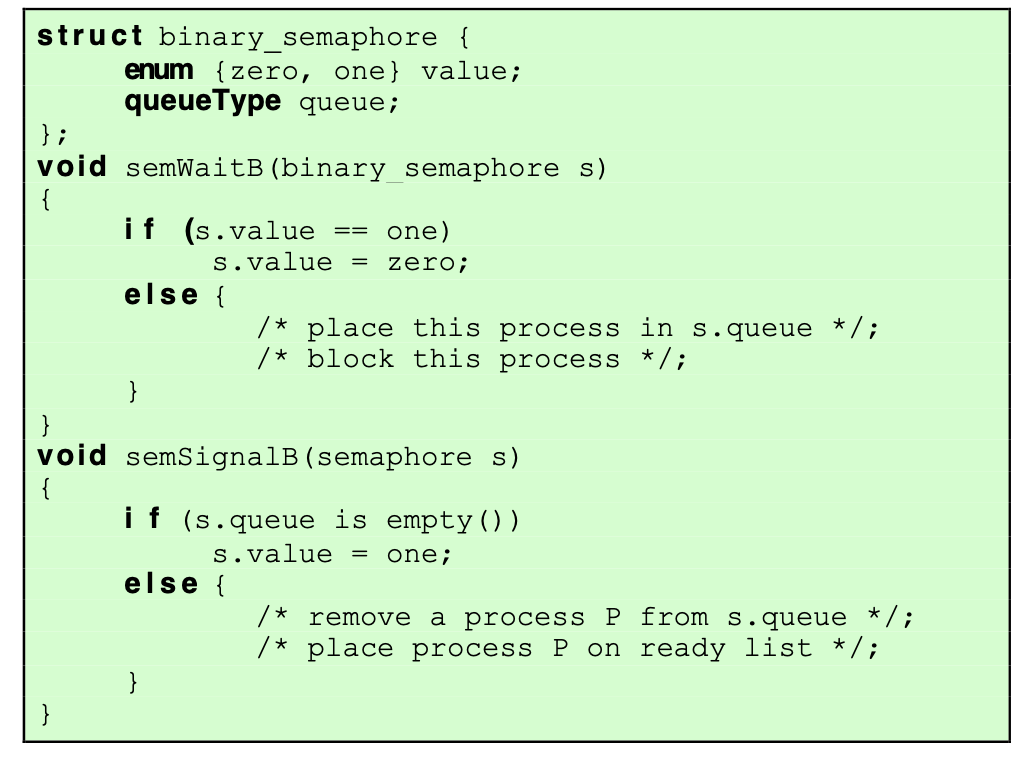 struct binary_semaphore {
enum {zero, one} value;
queueType queue;
};
void semWaitB(binary_semaphore s)
{
if (s.value == one)
s.value = zero;
else {
/* place this process in s.queue */;
/* block this process */;
}
}
void semSignalB(semaphore s)
{
if (s.queue is empty())
s.value = one;
else {
/* remove a process P from s.queue */;
/* place process P on ready list */;
}
}